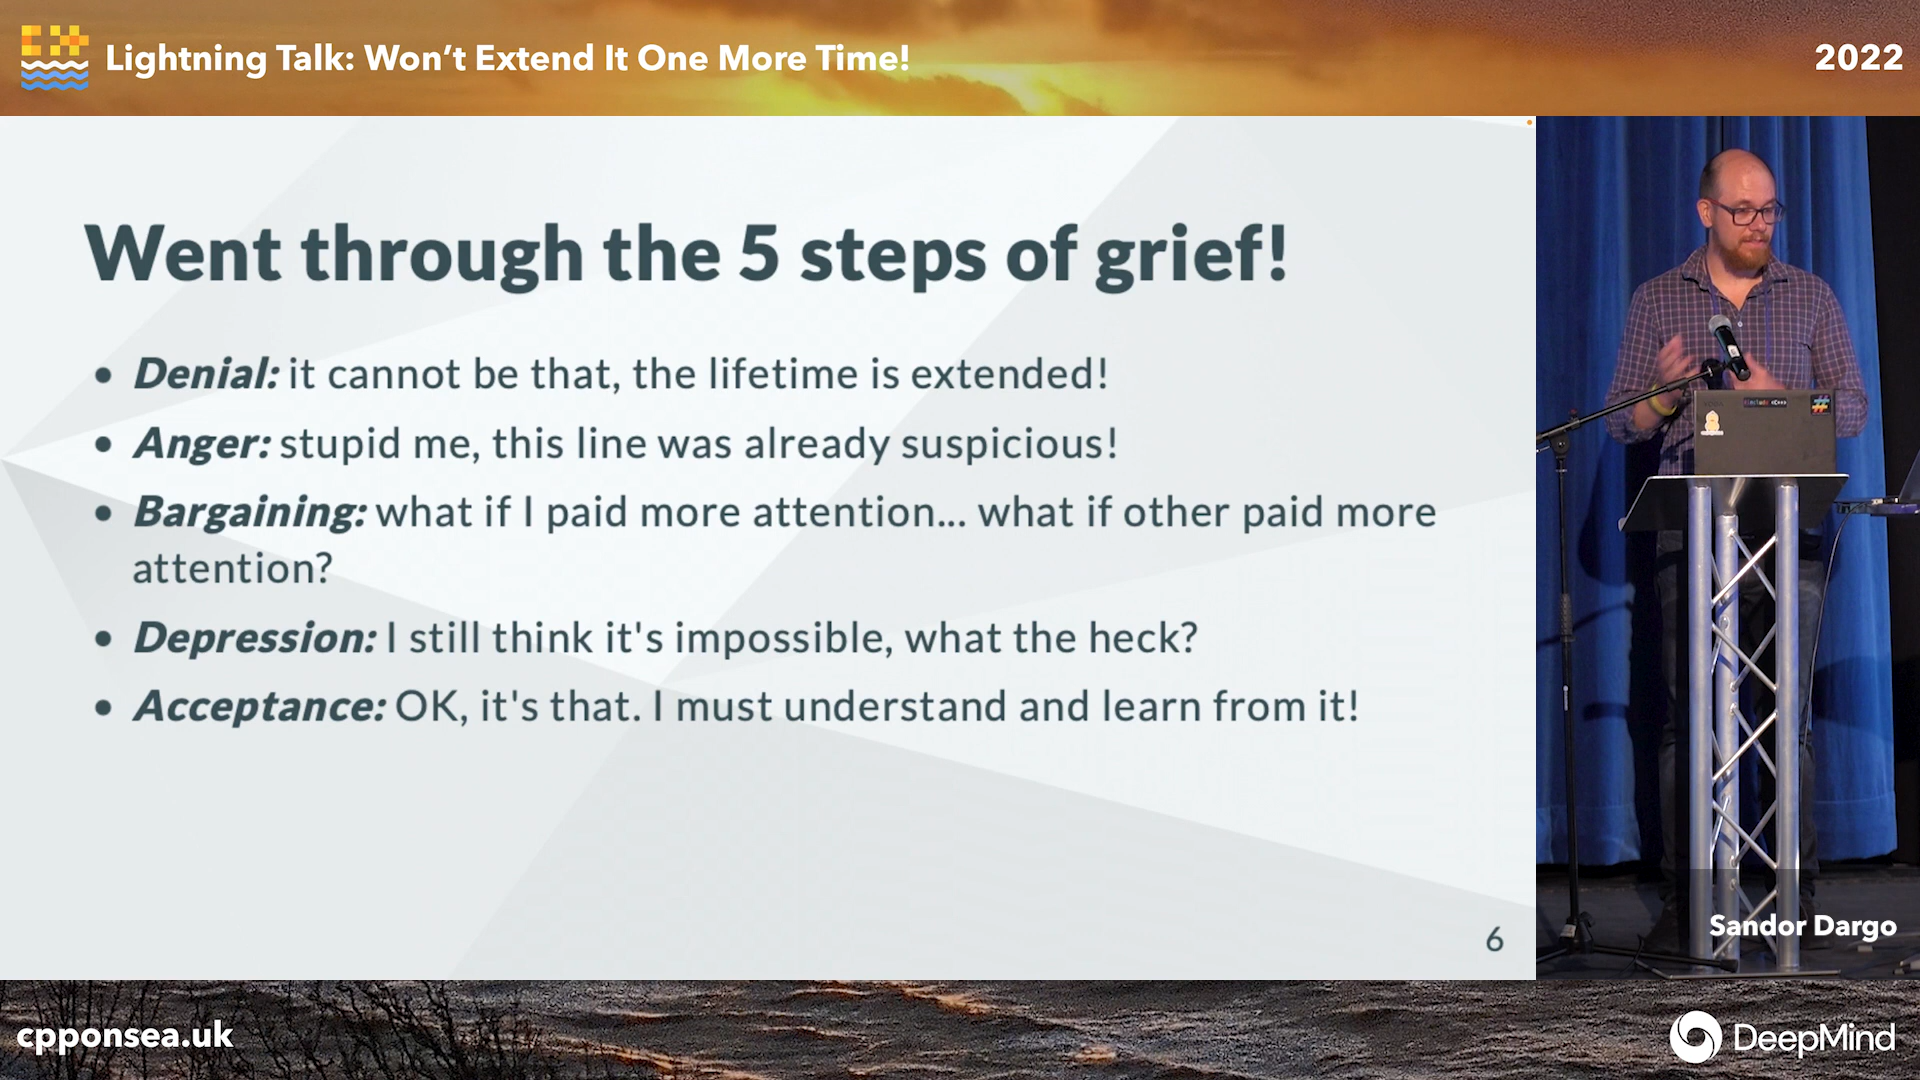 Lightning Talk: Won't Extend It One More Time!
2022
Went through the 5 steps of grief!
• Denial: it cannot be that, the lifetime is extended!
• Anger: stupid me, this line was already suspicious!
• Bargaining: what if I paid more attention... what if other paid more
attention?
• Depression: I still think it's impossible, what the heck?
• Acceptance: OK, it's that. I must understand and learn from it!
6
Sandor Dargo
cpponsea.uk
DeepMind